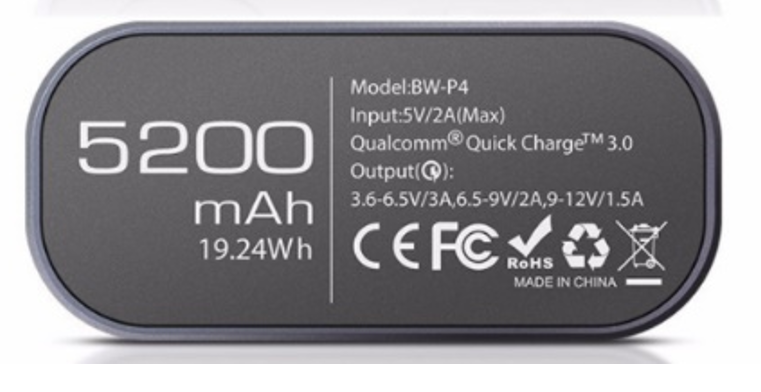 5200
mAh
19.24Wh
Model:BW-P4
Input:5V/2A(Max)
Qualcomm® Quick Charge™ 3.0
Output():
3.6-6.5V/3A,6.5-9V/2A,9-12V/1.5A
CE FC RoHS
MADE IN CHINA